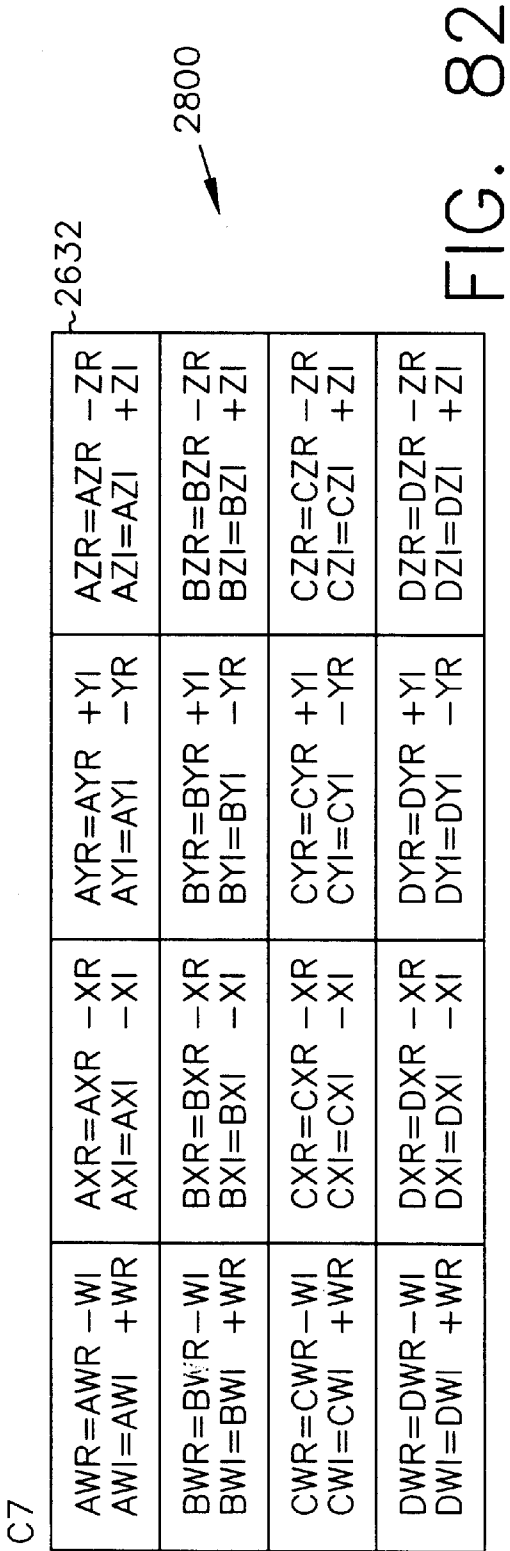 C7
AWR=AWR−WI
AWI=AWI +WR
AXR=AXR −XR
AXI=AXI −XI
AYR=AYR +YI
AYI=AYI −YR
AZR=AZR −ZR
AZI=AZI +ZI
2632
BWR=BWR−WI
BWI=BWI +WR
BXR=BXR −XR
BXI=BXI −XI
BYR=BYR +YI
BYI=BYI −YR
BZR=BZR −ZR
BZI=BZI +ZI
CWR=CWR−WI
CWI=CWI +WR
CXR=CXR −XR
CXI=CXI −XI
CYR=CYR +YI
CYI=CYI −YR
CZR=CZR −ZR
CZI=CZI +ZI
DWR=DWR−WI
DWI=DWI +WR
DXR=DXR −XR
DXI=DXI −XI
DYR=DYR +YI
DYI=DYI −YR
DZR=DZR −ZR
DZI=DZI +ZI
2800
FIG. 82